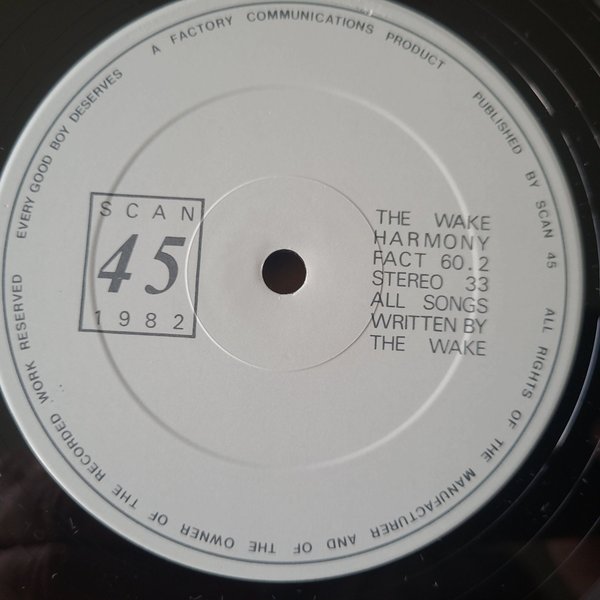 A FACTORY COMMUNICATIONS PRODUCT
PUBLISHED BY SCAN 45
ALL RIGHTS OF THE MANUFACTURER AND OF THE OWNER OF THE RECORDED WORK RESERVED
EVERY GOOD BOY DESERVES
SCAN
45
1982
THE WAKE
HARMONY
FACT 60.2
STEREO 33
ALL SONGS
WRITTEN BY
THE WAKE